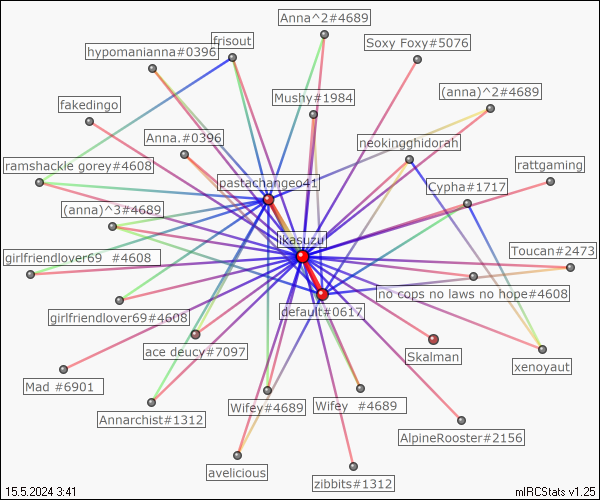 Anna^2#4689
frisout
Soxy Foxy#5076
hypomanianna#0396
Mushy#1984
(anna)^2#4689
fakedingo
Anna.#0396
neokingghidorah
ramshackle gorey#4608
rattgaming
pastachangeo41
Cypha#1717
(anna)^3#4689
ikasuzu
Toucan#2473
girlfriendlover69 #4608
no cops no laws no hope#4608
girlfriendlover69#4608
default#0617
ace deucy#7097
Skalman
xenoyaut
Mad #6901
Wifey#4689
Wifey #4689
Annarchist#1312
AlpineRooster#2156
avelicious
zibbits#1312
15.5.2024 3:41
mIRCStats v1.25